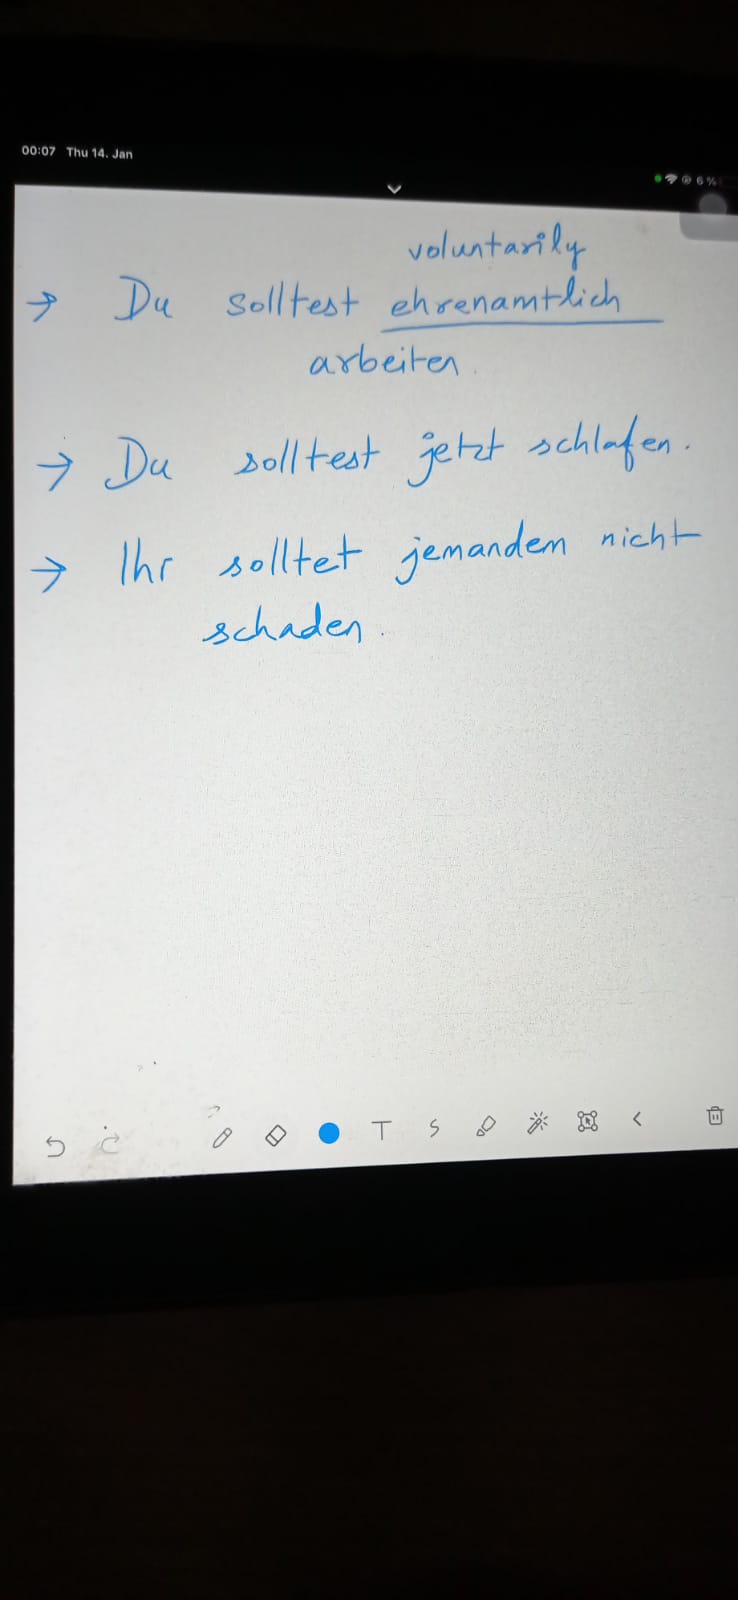 00:07 Thu 14. Jan
6%
voluntarily
→ Du solltest ehrenamtlich
arbeiten.
→ Du solltest jetzt schlafen.
→ Ihr solltet jemandem nicht
schaden.
T